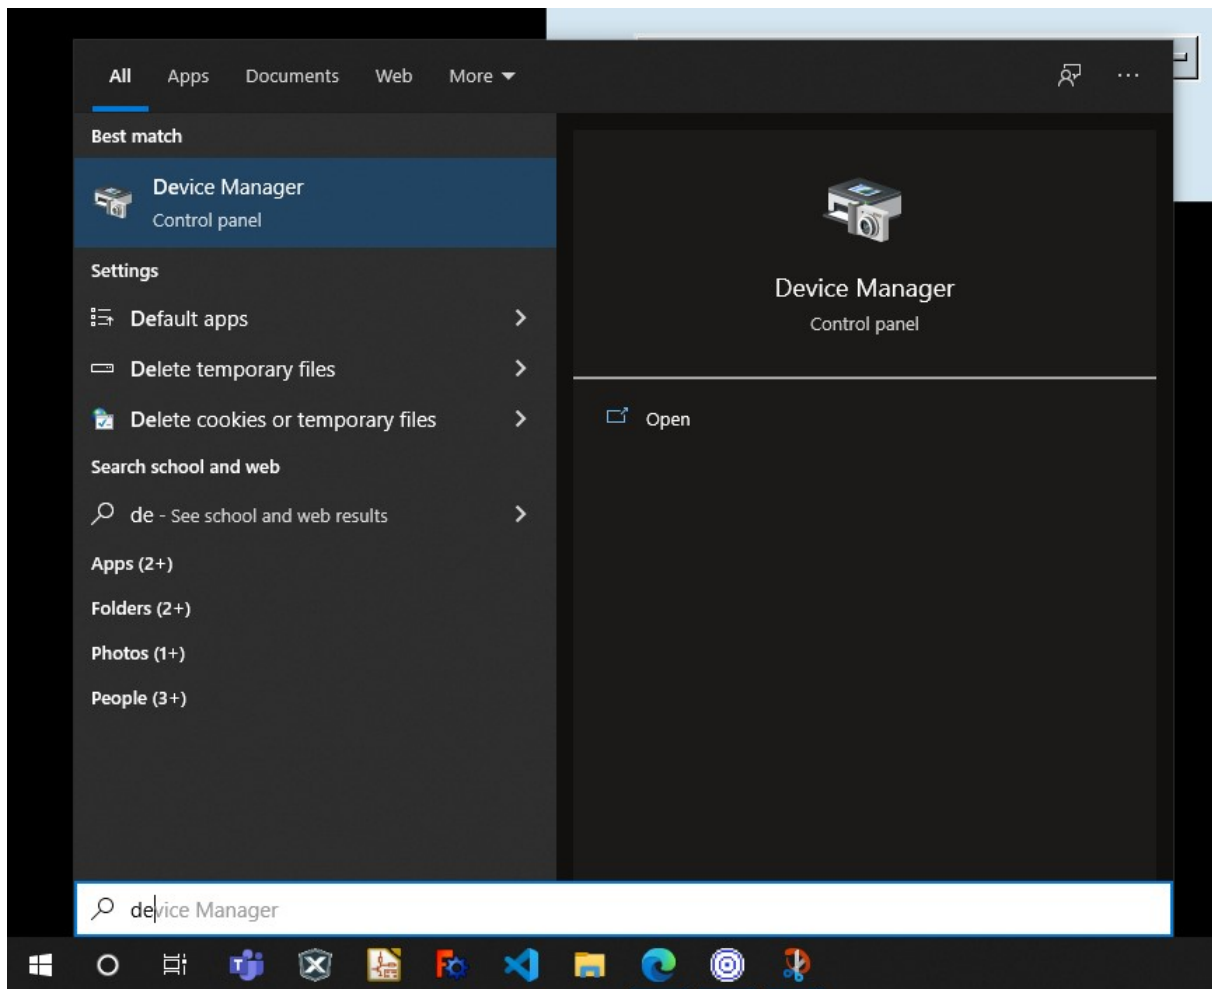 All Apps Documents Web More
Best match
Device Manager
Control panel
Settings
Default apps
Delete temporary files
Delete cookies or temporary files
Search school and web
de - See school and web results
Apps (2+)
Folders (2+)
Photos (1+)
People (3+)
Device Manager
Control panel
Open
device Manager